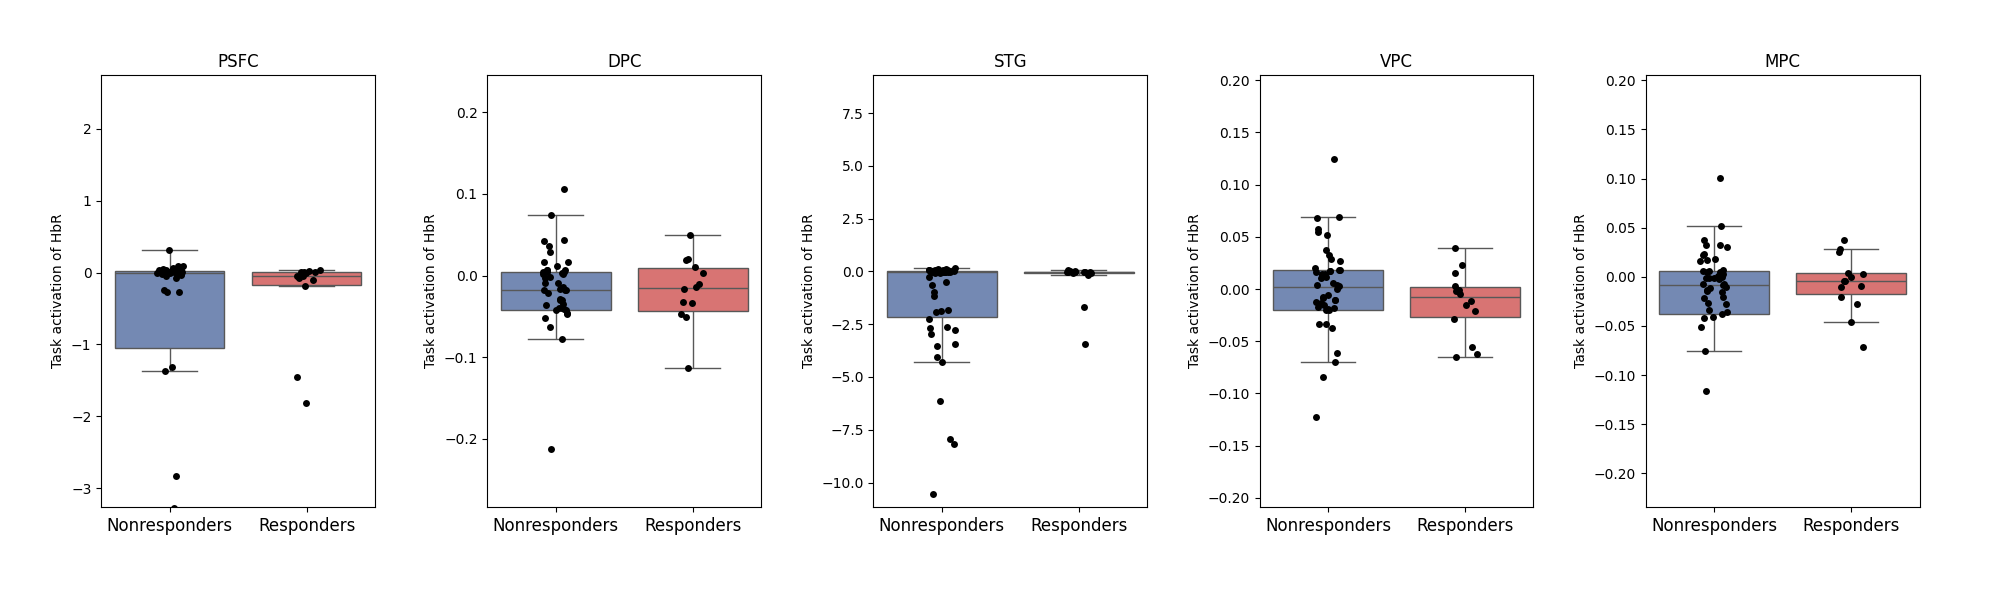 PSFC
DPC
STG
VPC
MPC
Task activation of HbR
2
1
0
−1
−2
−3
Nonresponders
Responders
Task activation of HbR
0.2
0.1
0.0
−0.1
−0.2
Nonresponders
Responders
Task activation of HbR
7.5
5.0
2.5
0.0
−2.5
−5.0
−7.5
−10.0
Nonresponders
Responders
Task activation of HbR
0.20
0.15
0.10
0.05
0.00
−0.05
−0.10
−0.15
−0.20
Nonresponders
Responders
Task activation of HbR
0.20
0.15
0.10
0.05
0.00
−0.05
−0.10
−0.15
−0.20
Nonresponders
Responders